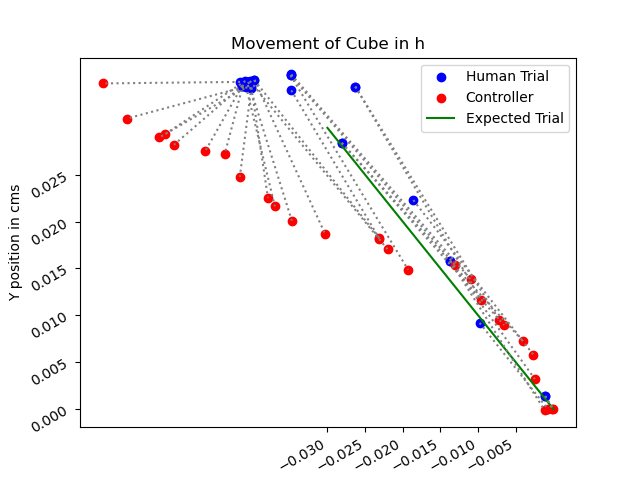 Movement of Cube in h
Human Trial
Controller
Expected Trial
Y position in cms
0.025
0.020
0.015
0.010
0.005
0.000
−0.030
−0.025
−0.020
−0.015
−0.010
−0.005